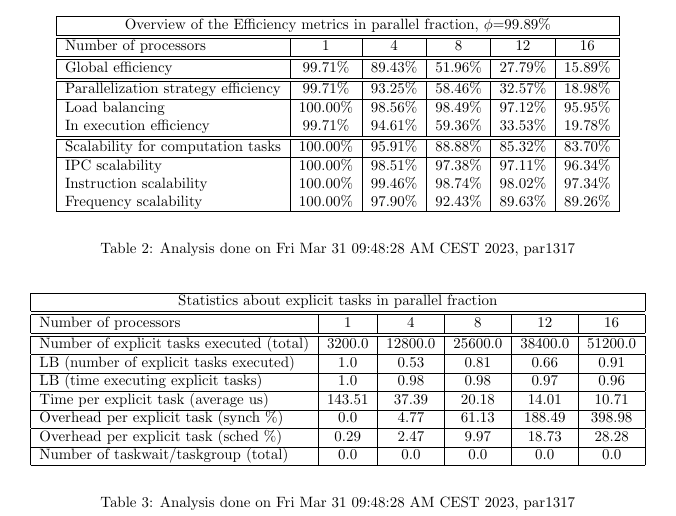 Overview of the Efficiency metrics in parallel fraction, ϕ=99.89%
Number of processors 1 4 8 12 16
Global efficiency 99.71% 89.43% 51.96% 27.79% 15.89%
Parallelization strategy efficiency 99.71% 93.25% 58.46% 32.57% 18.98%
Load balancing 100.00% 98.56% 98.49% 97.12% 95.95%
In execution efficiency 99.71% 94.61% 59.36% 33.53% 19.78%
Scalability for computation tasks 100.00% 95.91% 88.88% 85.32% 83.70%
IPC scalability 100.00% 98.51% 97.38% 97.11% 96.34%
Instruction scalability 100.00% 99.46% 98.74% 98.02% 97.34%
Frequency scalability 100.00% 97.90% 92.43% 89.63% 89.26%
Table 2: Analysis done on Fri Mar 31 09:48:28 AM CEST 2023, par1317
Statistics about explicit tasks in parallel fraction
Number of processors 1 4 8 12 16
Number of explicit tasks executed (total) 3200.0 12800.0 25600.0 38400.0 51200.0
LB (number of explicit tasks executed) 1.0 0.53 0.81 0.66 0.91
LB (time executing explicit tasks) 1.0 0.98 0.98 0.97 0.96
Time per explicit task (average us) 143.51 37.39 20.18 14.01 10.71
Overhead per explicit task (synch %) 0.0 4.77 61.13 188.49 398.98
Overhead per explicit task (sched %) 0.29 2.47 9.97 18.73 28.28
Number of taskwait/taskgroup (total) 0.0 0.0 0.0 0.0 0.0
Table 3: Analysis done on Fri Mar 31 09:48:28 AM CEST 2023, par1317